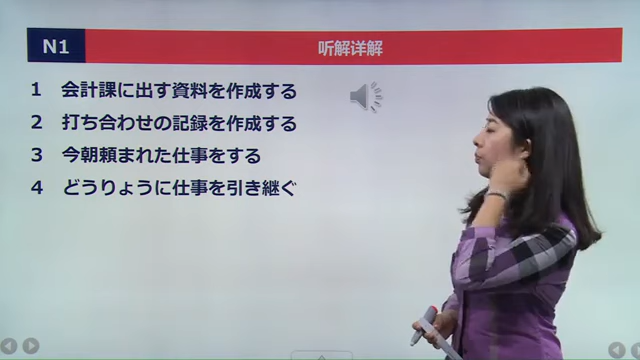 N1 听解详解
1 会計課に出す資料を作成する
2 打ち合わせの記録を作成する
3 今朝頼まれた仕事をする
4 どうりょうに仕事を引き継ぐ